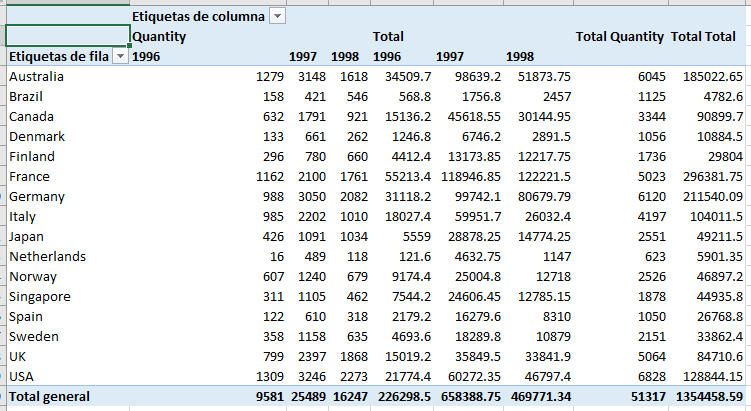 Etiquetas de columna
Quantity Total Total Quantity Total Total
Etiquetas de fila 1996 1997 1998 1996 1997 1998
Australia 1279 3148 1618 34509.7 98639.2 51873.75 6045 185022.65
Brazil 158 421 546 568.8 1756.8 2457 1125 4782.6
Canada 632 1791 921 15136.2 45618.55 30144.95 3344 90899.7
Denmark 133 661 262 1246.8 6746.2 2891.5 1056 10884.5
Finland 296 780 660 4412.4 13173.85 12217.75 1736 29804
France 1162 2100 1761 55213.4 118946.85 122221.5 5023 296381.75
Germany 988 3050 2082 31118.2 99742.1 80679.79 6120 211540.09
Italy 985 2202 1010 18027.4 59951.7 26032.4 4197 104011.5
Japan 426 1091 1034 5559 28878.25 14774.25 2551 49211.5
Netherlands 16 489 118 121.6 4632.75 1147 623 5901.35
Norway 607 1240 679 9174.4 25004.8 12718 2526 46897.2
Singapore 311 1105 462 7544.2 24606.45 12785.15 1878 44935.8
Spain 122 610 318 2179.2 16279.6 8310 1050 26768.8
Sweden 358 1158 635 4693.6 18289.8 10879 2151 33862.4
UK 799 2397 1868 15019.2 35849.5 33841.9 5064 84710.6
USA 1309 3246 2273 21774.4 60272.35 46797.4 6828 128844.15
Total general 9581 25489 16247 226298.5 658388.75 469771.34 51317 1354458.59